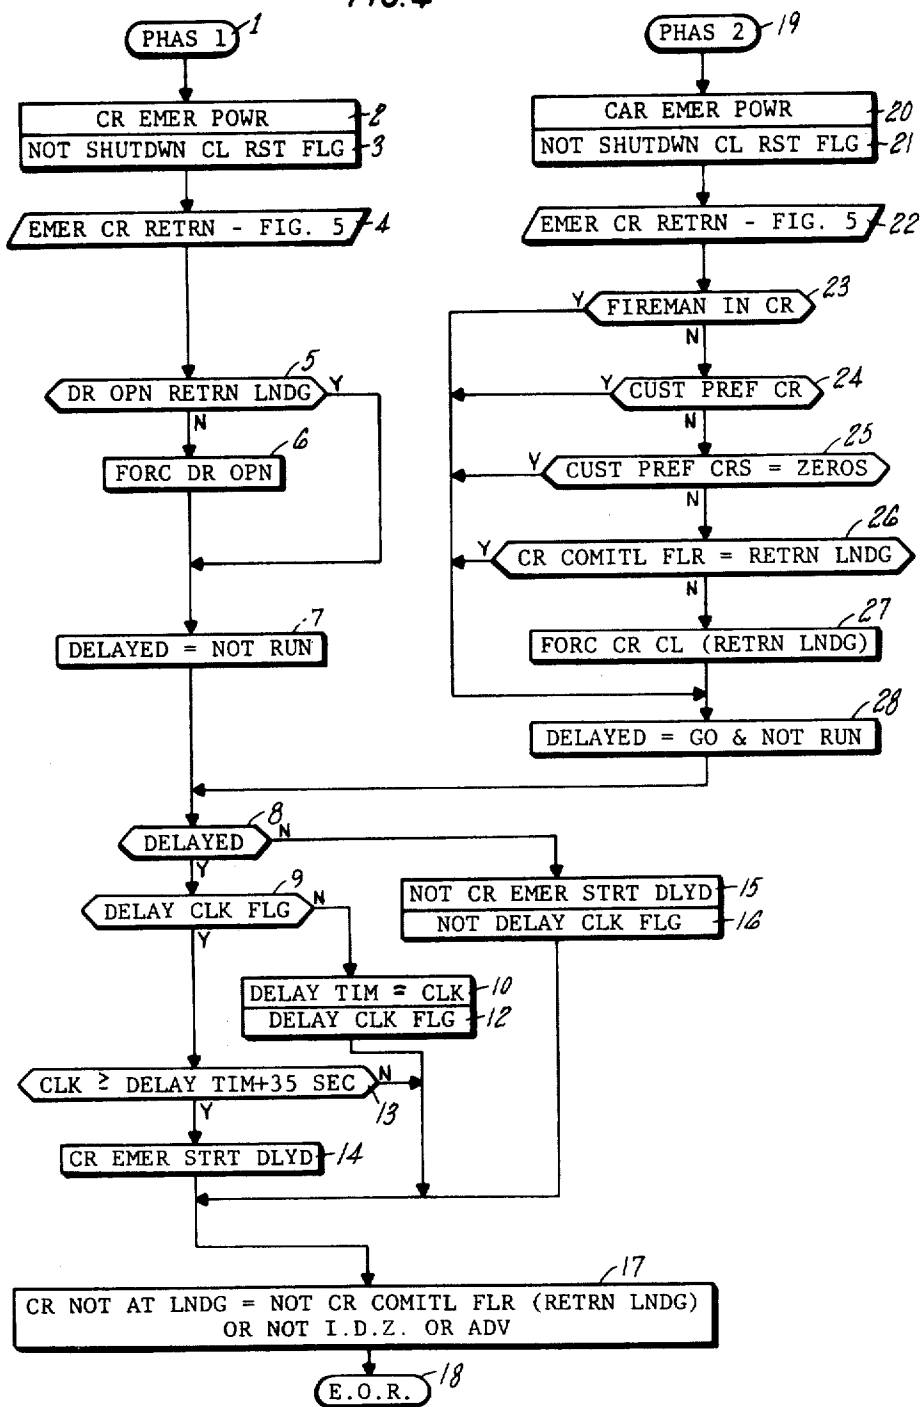 FIG. 4
PHAS 1
1
CR EMER POWR
2
NOT SHUTDWN CL RST FLG
3
EMER CR RETRN - FIG. 5
4
DR OPN RETRN LNDG
5
Y
N
FORC DR OPN
6
DELAYED = NOT RUN
7
PHAS 2
19
CAR EMER POWR
20
NOT SHUTDWN CL RST FLG
21
EMER CR RETRN - FIG. 5
22
FIREMAN IN CR
23
Y
N
CUST PREF CR
24
Y
N
CUST PREF CRS = ZEROS
25
Y
N
CR COMITL FLR = RETRN LNDG
26
Y
N
FORC CR CL (RETRN LNDG)
27
DELAYED = GO & NOT RUN
28
DELAYED
8
N
Y
DELAY CLK FLG
9
N
Y
DELAY TIM = CLK
10
DELAY CLK FLG
12
NOT CR EMER STRT DLYD
15
NOT DELAY CLK FLG
16
CLK ≥ DELAY TIM+35 SEC
13
N
Y
CR EMER STRT DLYD
14
CR NOT AT LNDG = NOT CR COMITL FLR (RETRN LNDG)
OR NOT I.D.Z. OR ADV
17
E.O.R.
18